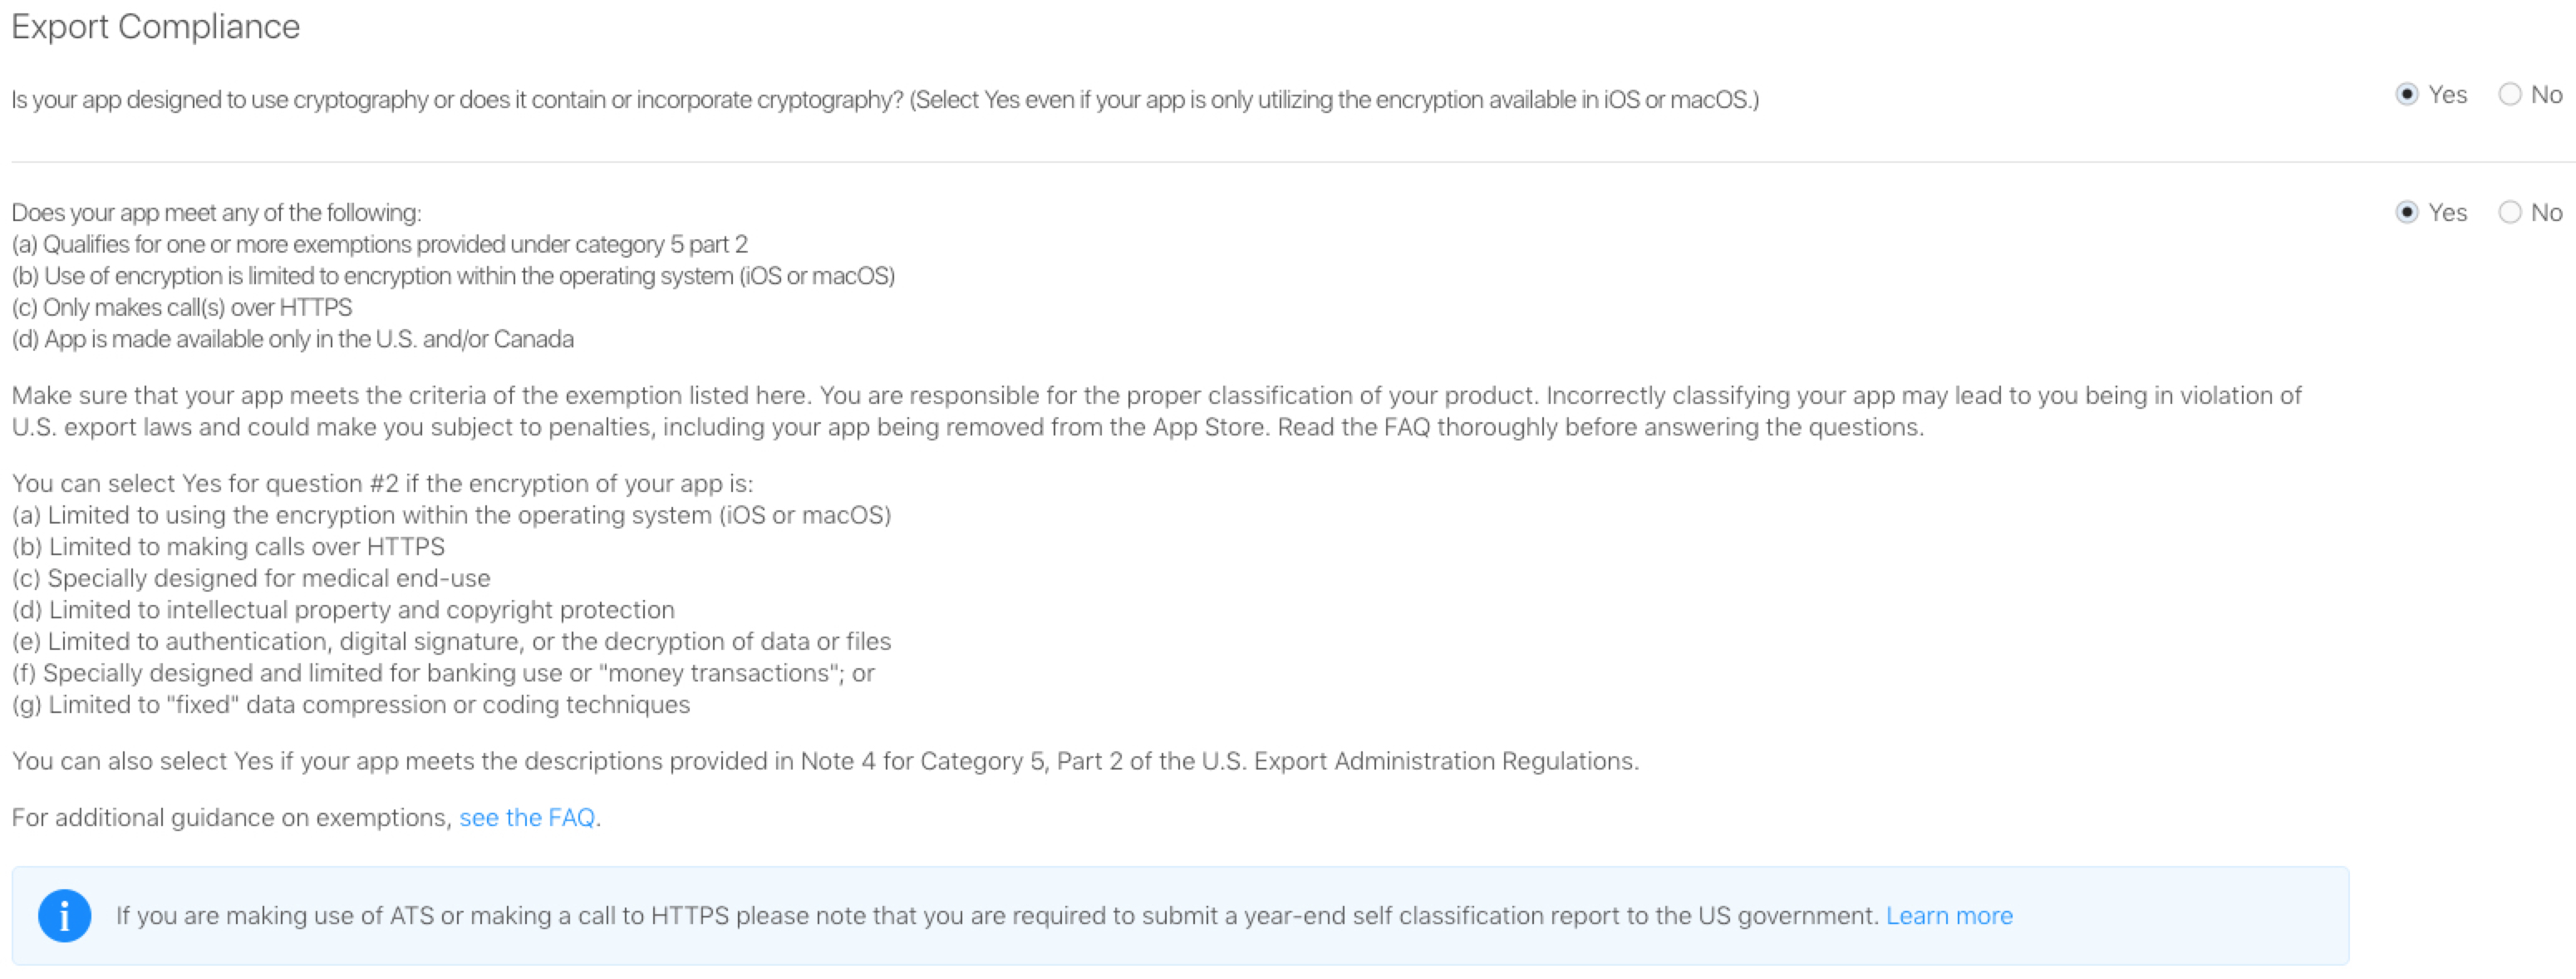 Export Compliance
Is your app designed to use cryptography or does it contain or incorporate cryptography? (Select Yes even if your app is only utilizing the encryption available in iOS or macOS.)
Yes No
Does your app meet any of the following:
Yes No
(a) Qualifies for one or more exemptions provided under category 5 part 2
(b) Use of encryption is limited to encryption within the operating system (iOS or macOS)
(c) Only makes call(s) over HTTPS
(d) App is made available only in the U.S. and/or Canada
Make sure that your app meets the criteria of the exemption listed here. You are responsible for the proper classification of your product. Incorrectly classifying your app may lead to you being in violation of
U.S. export laws and could make you subject to penalties, including your app being removed from the App Store. Read the FAQ thoroughly before answering the questions.
You can select Yes for question #2 if the encryption of your app is:
(a) Limited to using the encryption within the operating system (iOS or macOS)
(b) Limited to making calls over HTTPS
(c) Specially designed for medical end-use
(d) Limited to intellectual property and copyright protection
(e) Limited to authentication, digital signature, or the decryption of data or files
(f) Specially designed and limited for banking use or "money transactions"; or
(g) Limited to "fixed" data compression or coding techniques
You can also select Yes if your app meets the descriptions provided in Note 4 for Category 5, Part 2 of the U.S. Export Administration Regulations.
For additional guidance on exemptions, see the FAQ.
i If you are making use of ATS or making a call to HTTPS please note that you are required to submit a year-end self classification report to the US government. Learn more